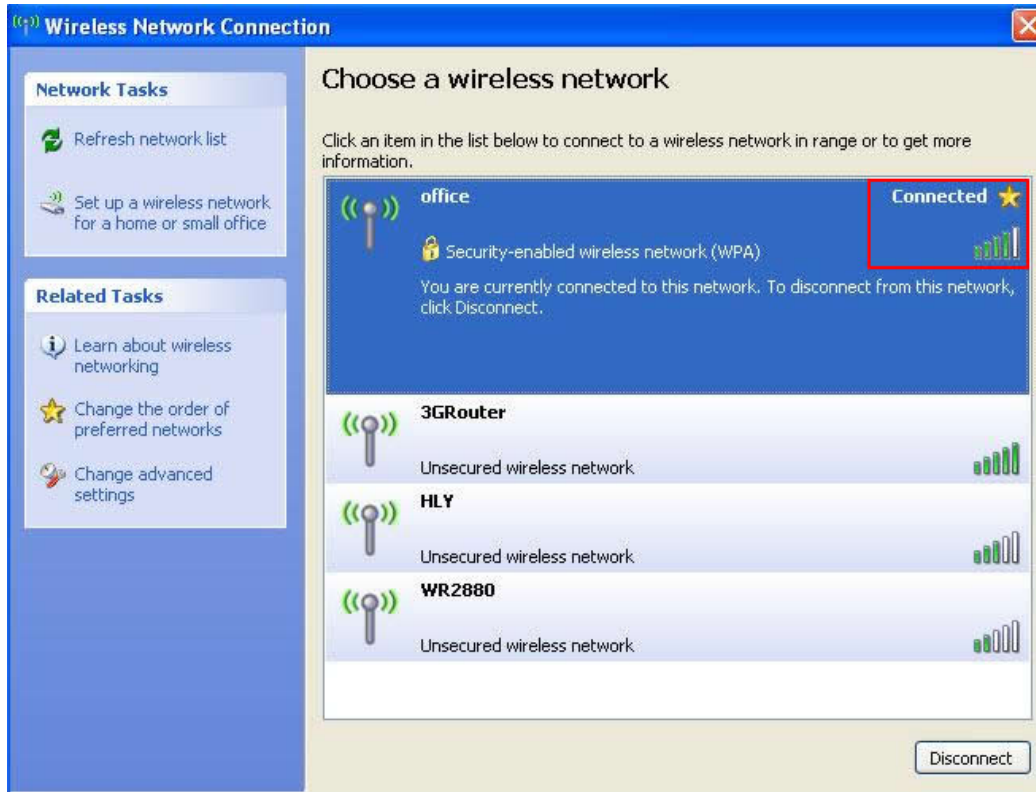 Wireless Network Connection
Network Tasks
Refresh network list
Set up a wireless network
for a home or small office
Related Tasks
Learn about wireless
networking
Change the order of
preferred networks
Change advanced
settings
Choose a wireless network
Click an item in the list below to connect to a wireless network in range or to get more
information.
office
Connected
Security-enabled wireless network (WPA)
You are currently connected to this network. To disconnect from this network,
click Disconnect.
3GRouter
Unsecured wireless network
HLY
Unsecured wireless network
WR2880
Unsecured wireless network
Disconnect